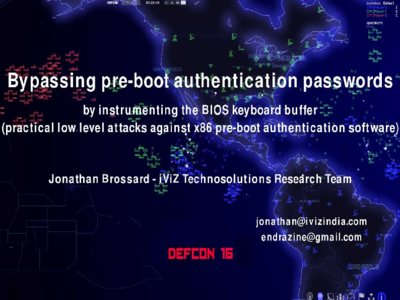 Bypassing pre-boot authentication passwords
by instrumenting the BIOS keyboard buffer
(practical low level attacks against x86 pre-boot authentication software)
Jonathan Brossard - iViZ Technosolutions Research Team
jonathan@ivizindia.com
endrazine@gmail.com
DEFCON 16